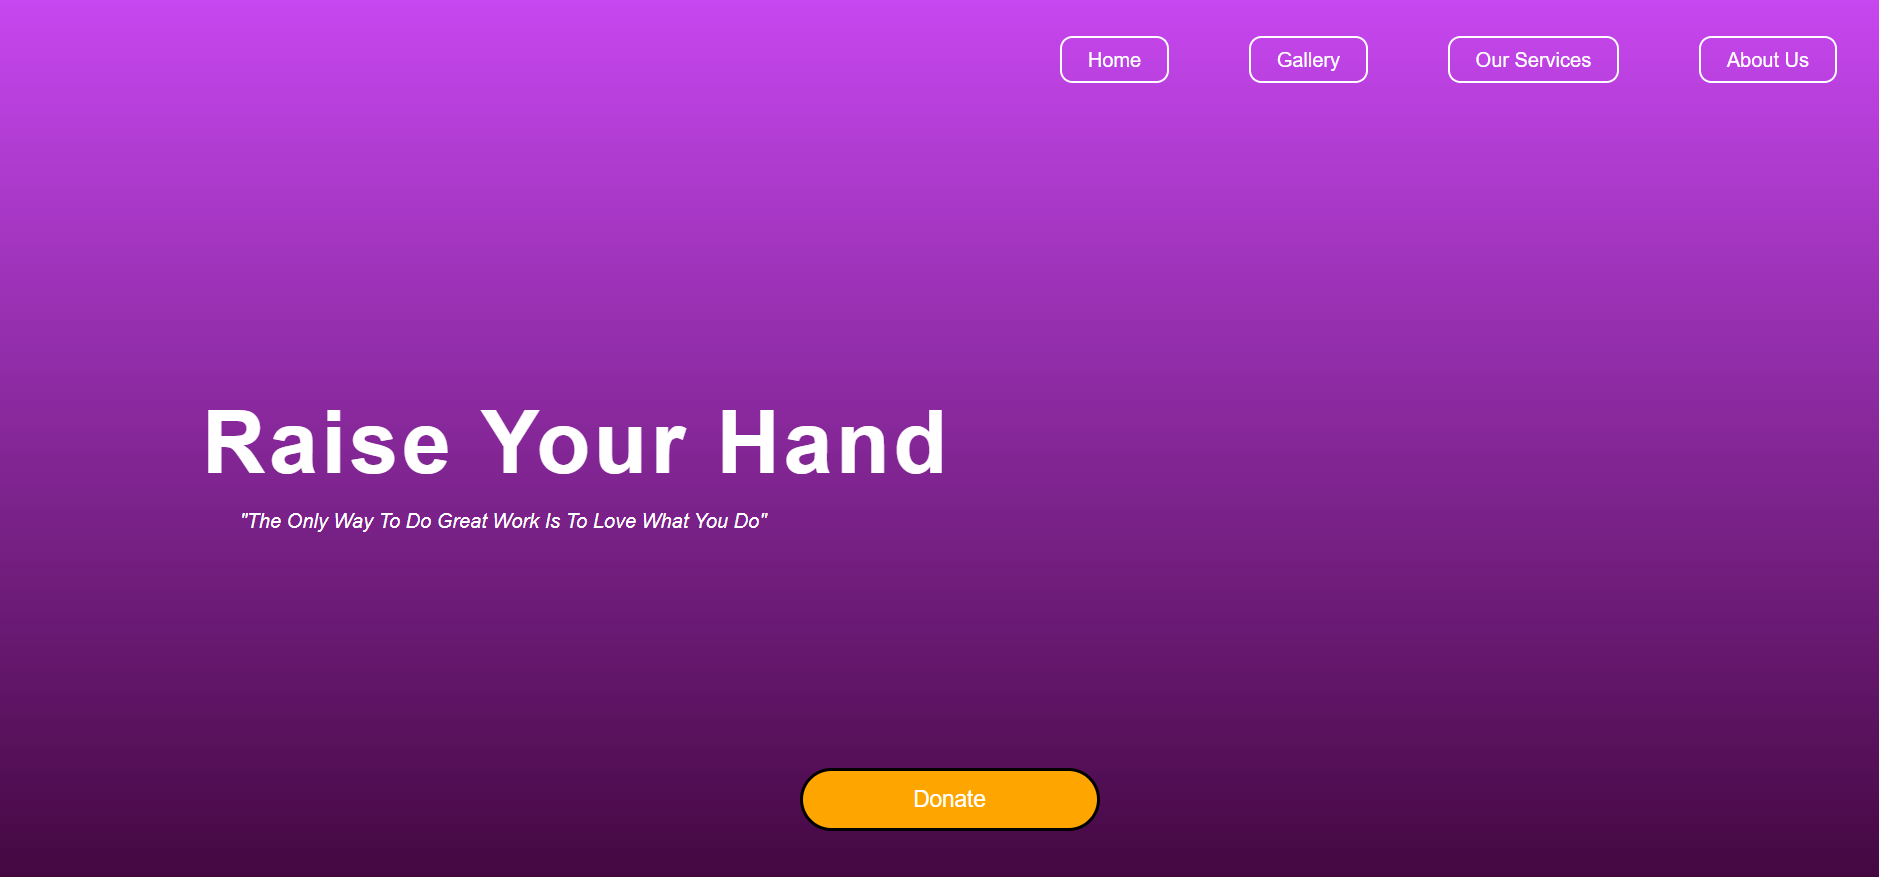 Home Gallery Our Services About Us
Raise Your Hand
"The Only Way To Do Great Work Is To Love What You Do"
Donate